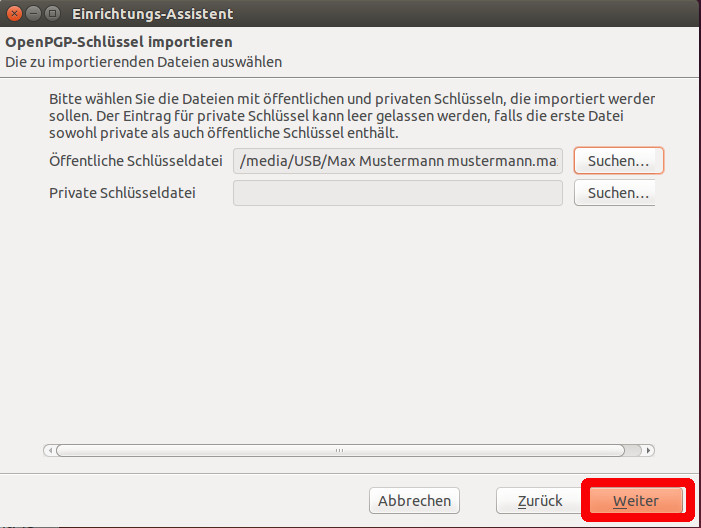 Einrichtungs-Assistent
OpenPGP-Schlüssel importieren
Die zu importierenden Dateien auswählen
Bitte wählen Sie die Dateien mit öffentlichen und privaten Schlüsseln, die importiert werder
sollen. Der Eintrag für private Schlüssel kann leer gelassen werden, falls die erste Datei
sowohl private als auch öffentliche Schlüssel enthält.
Öffentliche Schlüsseldatei /media/USB/Max Mustermann mustermann.ma Suchen...
Private Schlüsseldatei Suchen...
Abbrechen Zurück Weiter